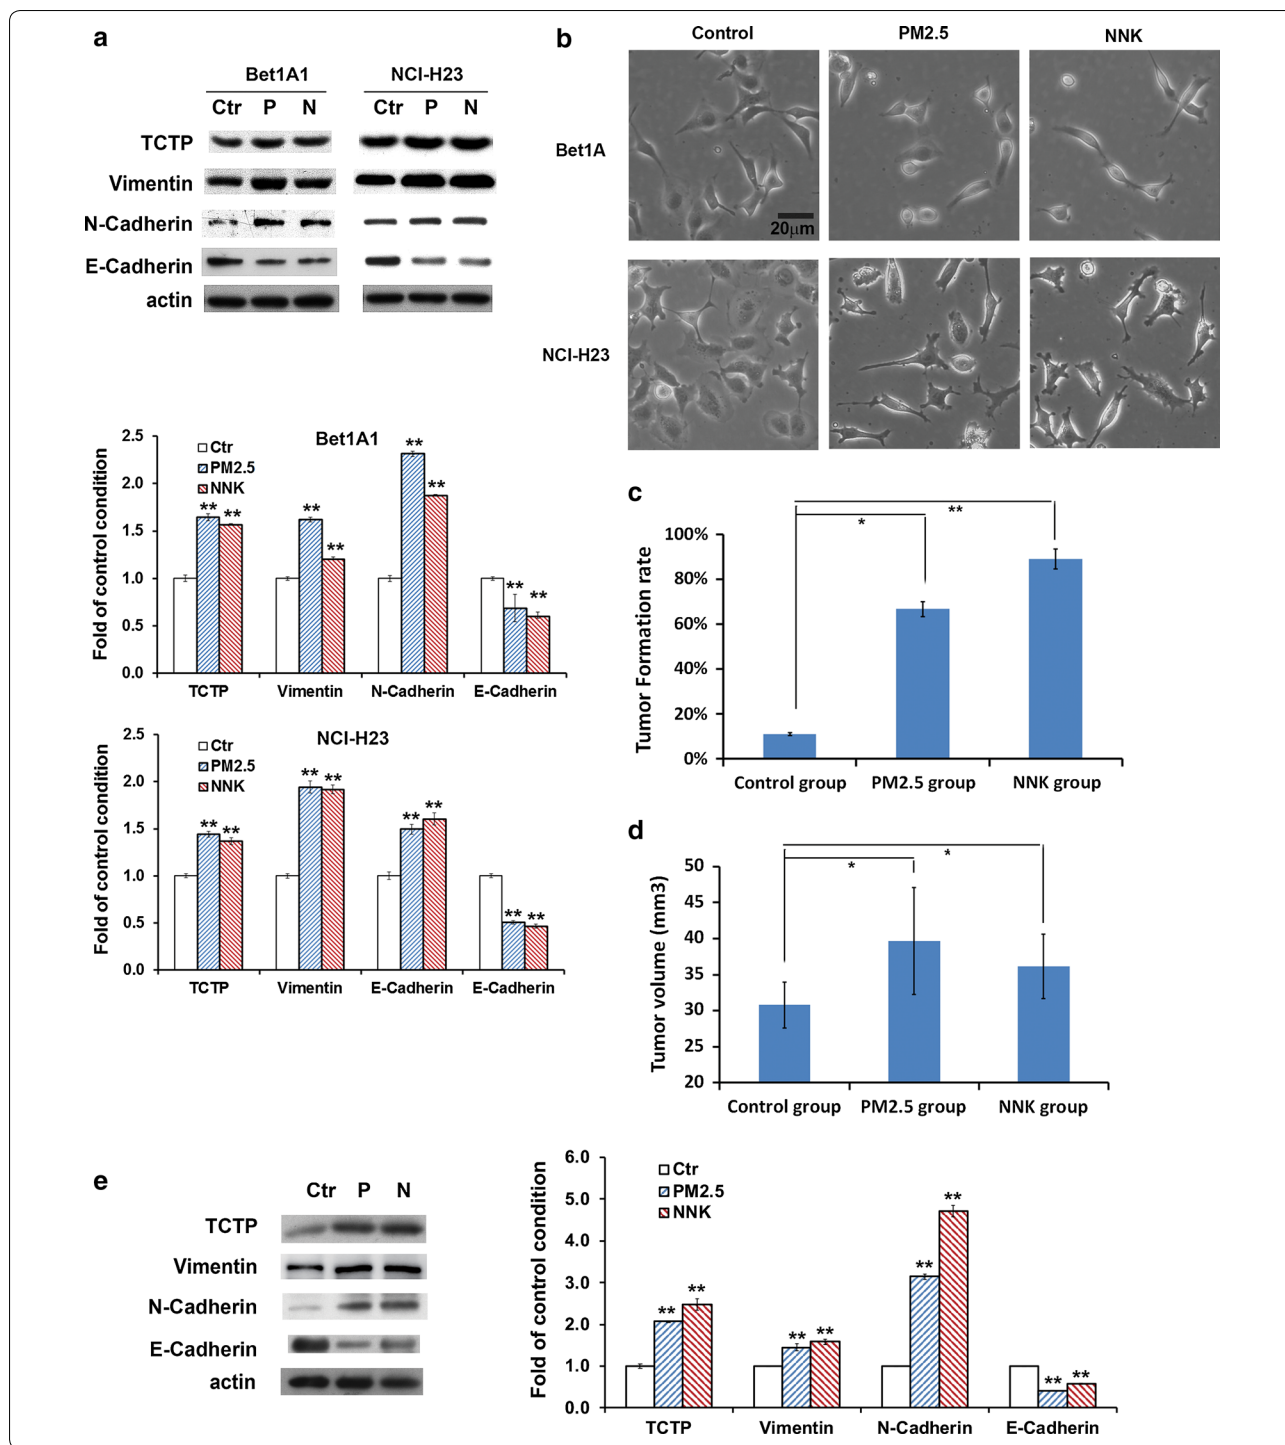 a
Bet1A1 NCI-H23
Ctr P N Ctr P N
TCTP
Vimentin
N-Cadherin
E-Cadherin
actin
Bet1A1
Ctr
PM2.5
NNK
Fold of control condition
2.5
2.0
1.5
1.0
0.5
0.0
** ** ** ** ** ** ** **
TCTP Vimentin N-Cadherin E-Cadherin
NCI-H23
Ctr
PM2.5
NNK
Fold of control condition
2.5
2.0
1.5
1.0
0.5
0.0
** ** ** ** ** ** ** **
TCTP Vimentin E-Cadherin E-Cadherin
b
Control PM2.5 NNK
Bet1A
20μm
NCI-H23
c
Tumor Formation rate
100%
80%
60%
40%
20%
0%
* **
Control group PM2.5 group NNK group
d
Tumor volume (mm3)
50
45
40
35
30
25
20
* *
Control group PM2.5 group NNK group
e
Ctr P N
TCTP
Vimentin
N-Cadherin
E-Cadherin
actin
Ctr
PM2.5
NNK
Fold of control condition
6.0
5.0
4.0
3.0
2.0
1.0
0.0
** ** ** ** ** ** ** **
TCTP Vimentin N-Cadherin E-Cadherin